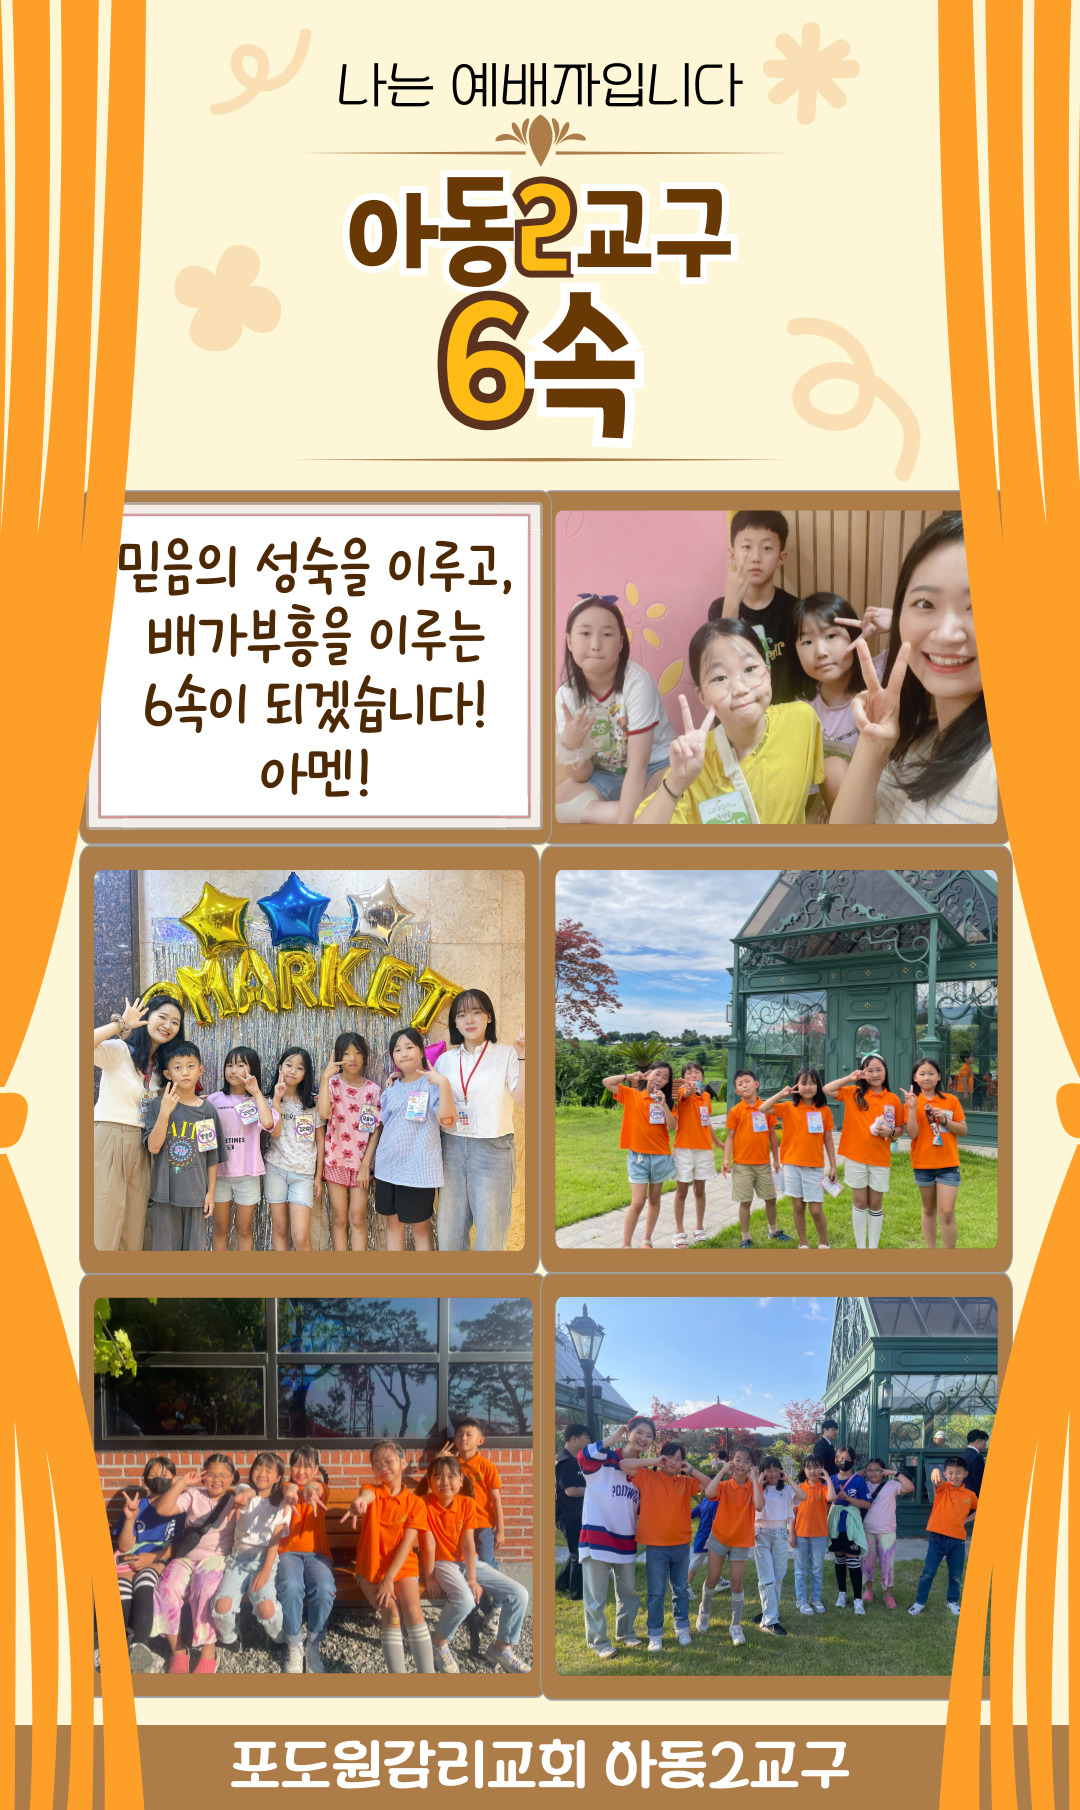 나는 예배자입니다
아동2교구
6속
믿음의 성숙을 이루고,
배가부흥을 이루는
6속이 되겠습니다!
아멘!
MARKET
포도원감리교회 아동2교구